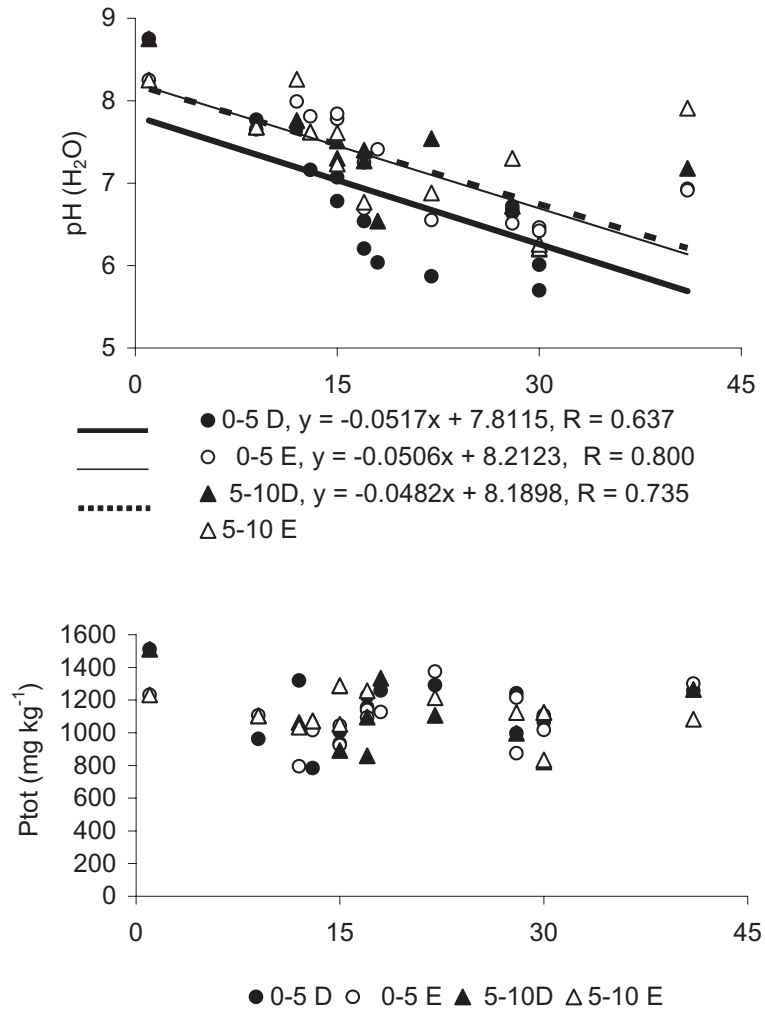 9
8
7
6
5
pH (H₂O)
0 15 30 45
0-5 D, y = -0.0517x + 7.8115, R = 0.637
0-5 E, y = -0.0506x + 8.2123, R = 0.800
5-10D, y = -0.0482x + 8.1898, R = 0.735
5-10 E
1600
1400
1200
1000
800
600
400
200
0
Ptot (mg kg⁻¹)
0 15 30 45
0-5 D 0-5 E 5-10D 5-10 E